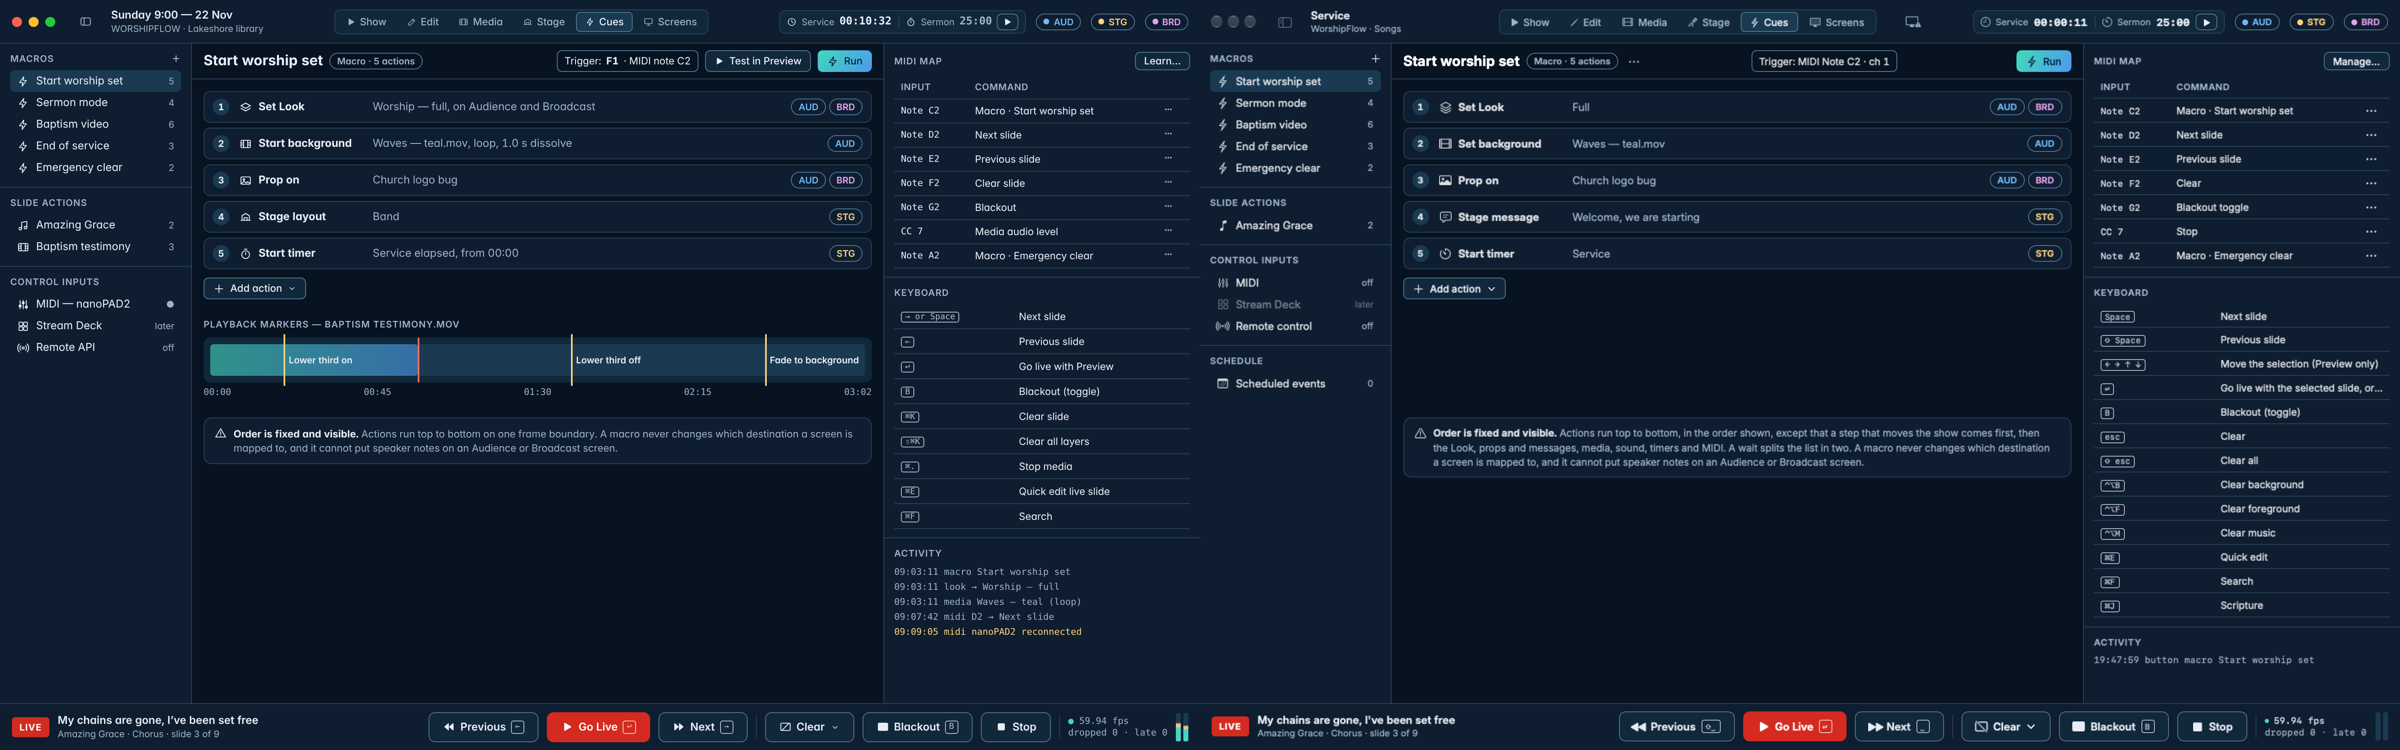 Sunday 9:00 — 22 Nov
WORSHIPFLOW — Lakeshore library
Show Edit Media Stage Cues Screens
Service 00:10:32 Sermon 25:00
AUD STG BRD
MACROS +
Start worship set 5
Sermon mode 4
Baptism video 6
End of service 3
Emergency clear 2
SLIDE ACTIONS
Amazing Grace 2
Baptism testimony 3
CONTROL INPUTS
MIDI — nanoPAD2
Stream Deck later
Remote API off
Start worship set Macro · 5 actions Trigger: F1 · MIDI note C2 Test in Preview Run
1 Set Look Worship — full, on Audience and Broadcast AUD BRD
2 Start background Waves — teal.mov, loop, 1.0 s dissolve AUD
3 Prop on Church logo bug AUD BRD
4 Stage layout Band STG
5 Start timer Service elapsed, from 00:00 STG
+ Add action
PLAYBACK MARKERS — BAPTISM TESTIMONY.MOV
Lower third on Lower third off Fade to background
00:00 00:45 01:30 02:15 03:02
Order is fixed and visible. Actions run top to bottom on one frame boundary. A macro never changes which destination a screen is
mapped to, and it cannot put speaker notes on an Audience or Broadcast screen.
MIDI MAP Learn...
INPUT COMMAND
Note C2 Macro · Start worship set ···
Note D2 Next slide ···
Note E2 Previous slide ···
Note F2 Clear slide ···
Note G2 Blackout ···
CC 7 Media audio level ···
Note A2 Macro · Emergency clear ···
KEYBOARD
→ or Space Next slide
← Previous slide
↩ Go live with Preview
B Blackout (toggle)
⌘K Clear slide
⇧⌘K Clear all layers
⌘. Stop media
⌘E Quick edit live slide
⌘F Search
ACTIVITY
09:03:11 macro Start worship set
09:03:11 look → Worship — full
09:03:11 media Waves — teal (loop)
09:07:42 midi D2 → Next slide
09:09:05 midi nanoPAD2 reconnected
LIVE
My chains are gone, I’ve been set free
Amazing Grace · Chorus · slide 3 of 9
Previous ← Go Live ↩ Next → Clear Blackout B Stop
59.94 fps
dropped 0 · late 0
Service
WorshipFlow · Songs
Show Edit Media Stage Cues Screens
Service 00:00:11 Sermon 25:00
AUD STG BRD
MACROS +
Start worship set 5
Sermon mode 4
Baptism video 6
End of service 3
Emergency clear 2
SLIDE ACTIONS
Amazing Grace 2
CONTROL INPUTS
MIDI off
Stream Deck later
Remote control off
SCHEDULE
Scheduled events 0
Start worship set Macro · 5 actions ··· Trigger: MIDI Note C2 · ch 1 Run
1 Set Look Full AUD BRD
2 Set background Waves — teal.mov AUD
3 Prop on Church logo bug AUD BRD
4 Stage message Welcome, we are starting STG
5 Start timer Service STG
+ Add action
Order is fixed and visible. Actions run top to bottom, in the order shown, except that a step that moves the show comes first, then
the Look, props and messages, media, sound, timers and MIDI. A wait splits the list in two. A macro never changes which destination
a screen is mapped to, and it cannot put speaker notes on an Audience or Broadcast screen.
MIDI MAP Manage...
INPUT COMMAND
Note C2 Macro · Start worship set ···
Note D2 Next slide ···
Note E2 Previous slide ···
Note F2 Clear ···
Note G2 Blackout toggle ···
CC 7 Stop ···
Note A2 Macro · Emergency clear ···
KEYBOARD
Space Next slide
⇧ Space Previous slide
← → ↑ ↓ Move the selection (Preview only)
↩ Go live with the selected slide, or...
B Blackout (toggle)
esc Clear
⇧ esc Clear all
⌃⌥B Clear background
⌃⌥F Clear foreground
⌃⌥M Clear music
⌘E Quick edit
⌘F Search
⌘J Scripture
ACTIVITY
19:47:59 button macro Start worship set
LIVE
My chains are gone, I've been set free
Amazing Grace · Chorus · slide 3 of 9
Previous Go Live ↩ Next Clear Blackout B Stop
59.94 fps
dropped 0 · late 0